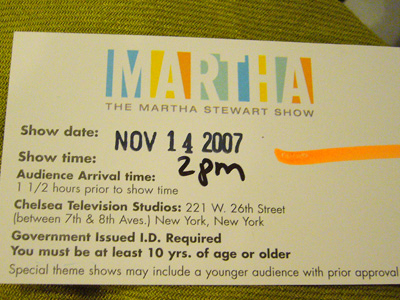 MARTHA
THE MARTHA STEWART SHOW
Show date: NOV 14 2007
Show time: 2pm
Audience Arrival time:
1 1/2 hours prior to show time
Chelsea Television Studios: 221 W. 26th Street
(between 7th & 8th Aves.) New York, New York
Government Issued I.D. Required
You must be at least 10 yrs. of age or older
Special theme shows may include a younger audience with prior approval